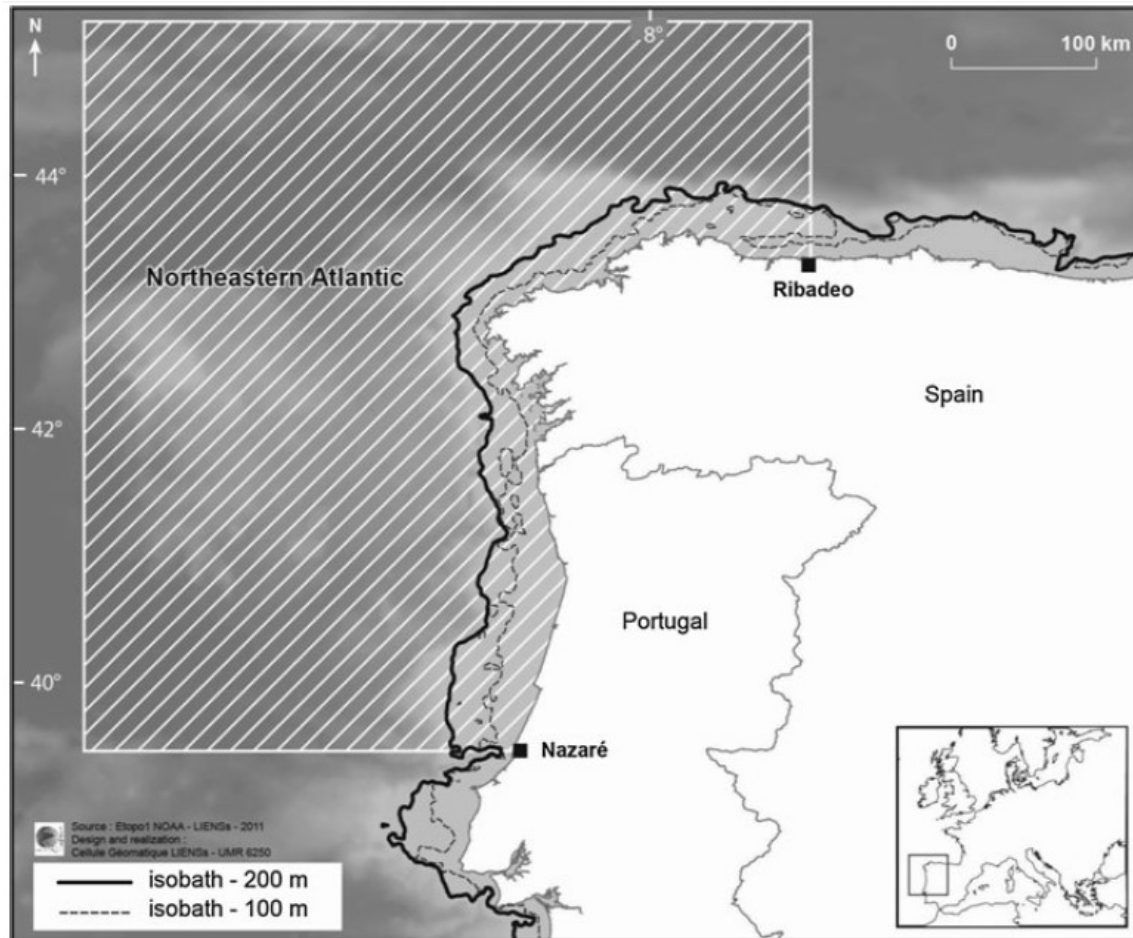 N
8°
0 100 km
44°
Northeastern Atlantic
Ribadeo
Spain
42°
Portugal
40°
Nazaré
Source : Etopo1 NOAA - LIENSs - 2011
Design and realization :
Cellule Géomatique LIENSs - UMR 6250
isobath - 200 m
isobath - 100 m